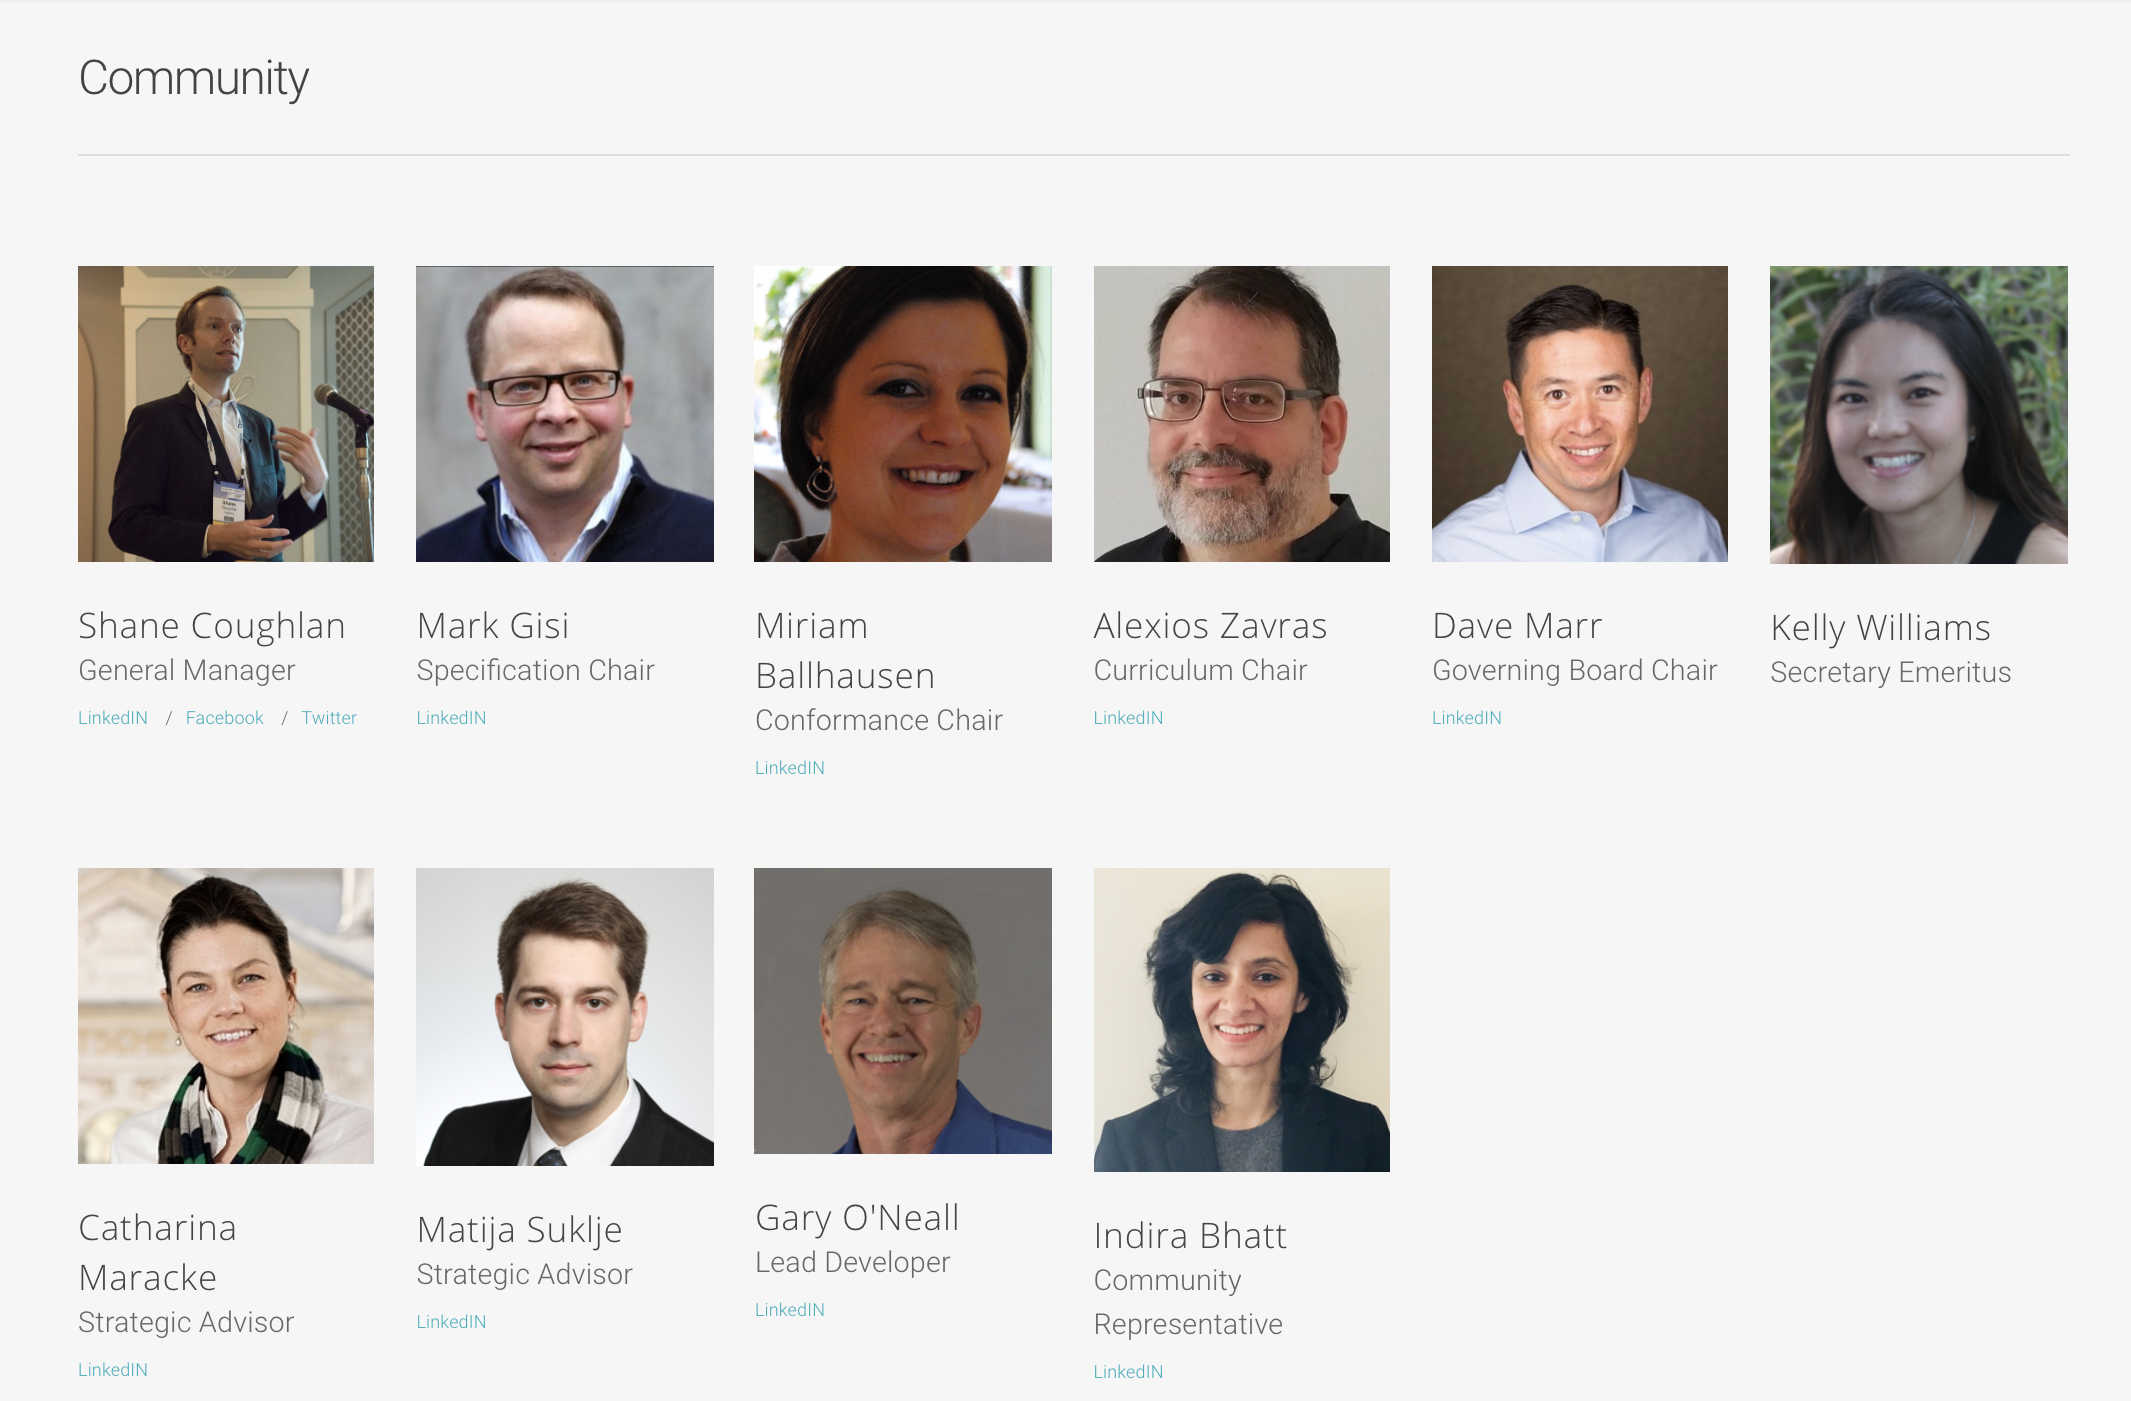 Community
Shane Coughlan
General Manager
LinkedIN / Facebook / Twitter
Mark Gisi
Specification Chair
LinkedIN
Miriam
Ballhausen
Conformance Chair
LinkedIN
Alexios Zavras
Curriculum Chair
LinkedIN
Dave Marr
Governing Board Chair
LinkedIN
Kelly Williams
Secretary Emeritus
Catharina
Maracke
Strategic Advisor
LinkedIN
Matija Suklje
Strategic Advisor
LinkedIN
Gary O'Neall
Lead Developer
LinkedIN
Indira Bhatt
Community
Representative
LinkedIN